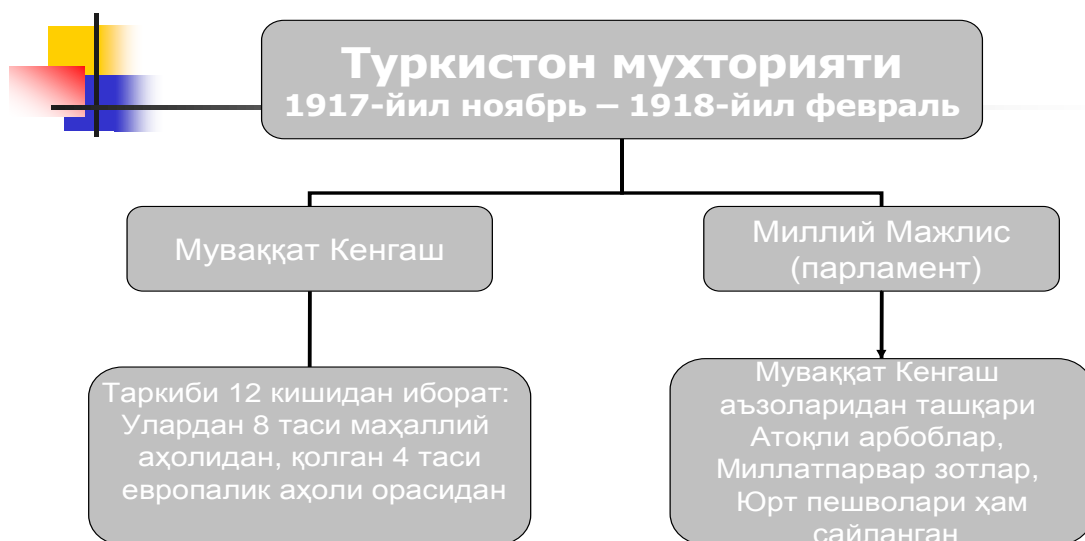 Туркистон мухторияти
1917-йил ноябрь – 1918-йил февраль
Муваққат Кенгаш
Миллий Мажлис
(парламент)
Таркиби 12 кишидан иборат:
Улардан 8 таси маҳаллий
аҳолидан, қолган 4 таси
европалик аҳоли орасидан
Муваққат Кенгаш
аъзоларидан ташқари
Атоқли арбоблар,
Миллатпарвар зотлар,
Юрт пешволари ҳам
сайланган